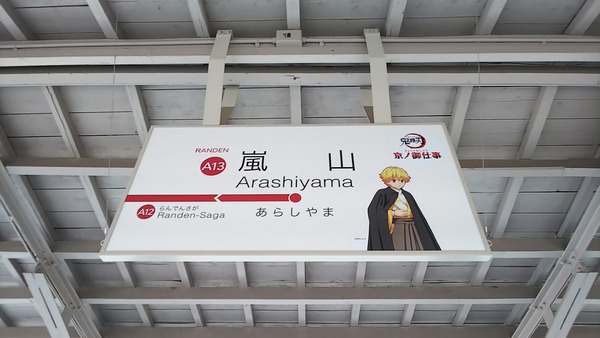 RANDEN
A13 嵐山
Arashiyama
あらしやま
A12 らんでんさが
Randen-Saga
鬼滅の刃
京ノ御仕事